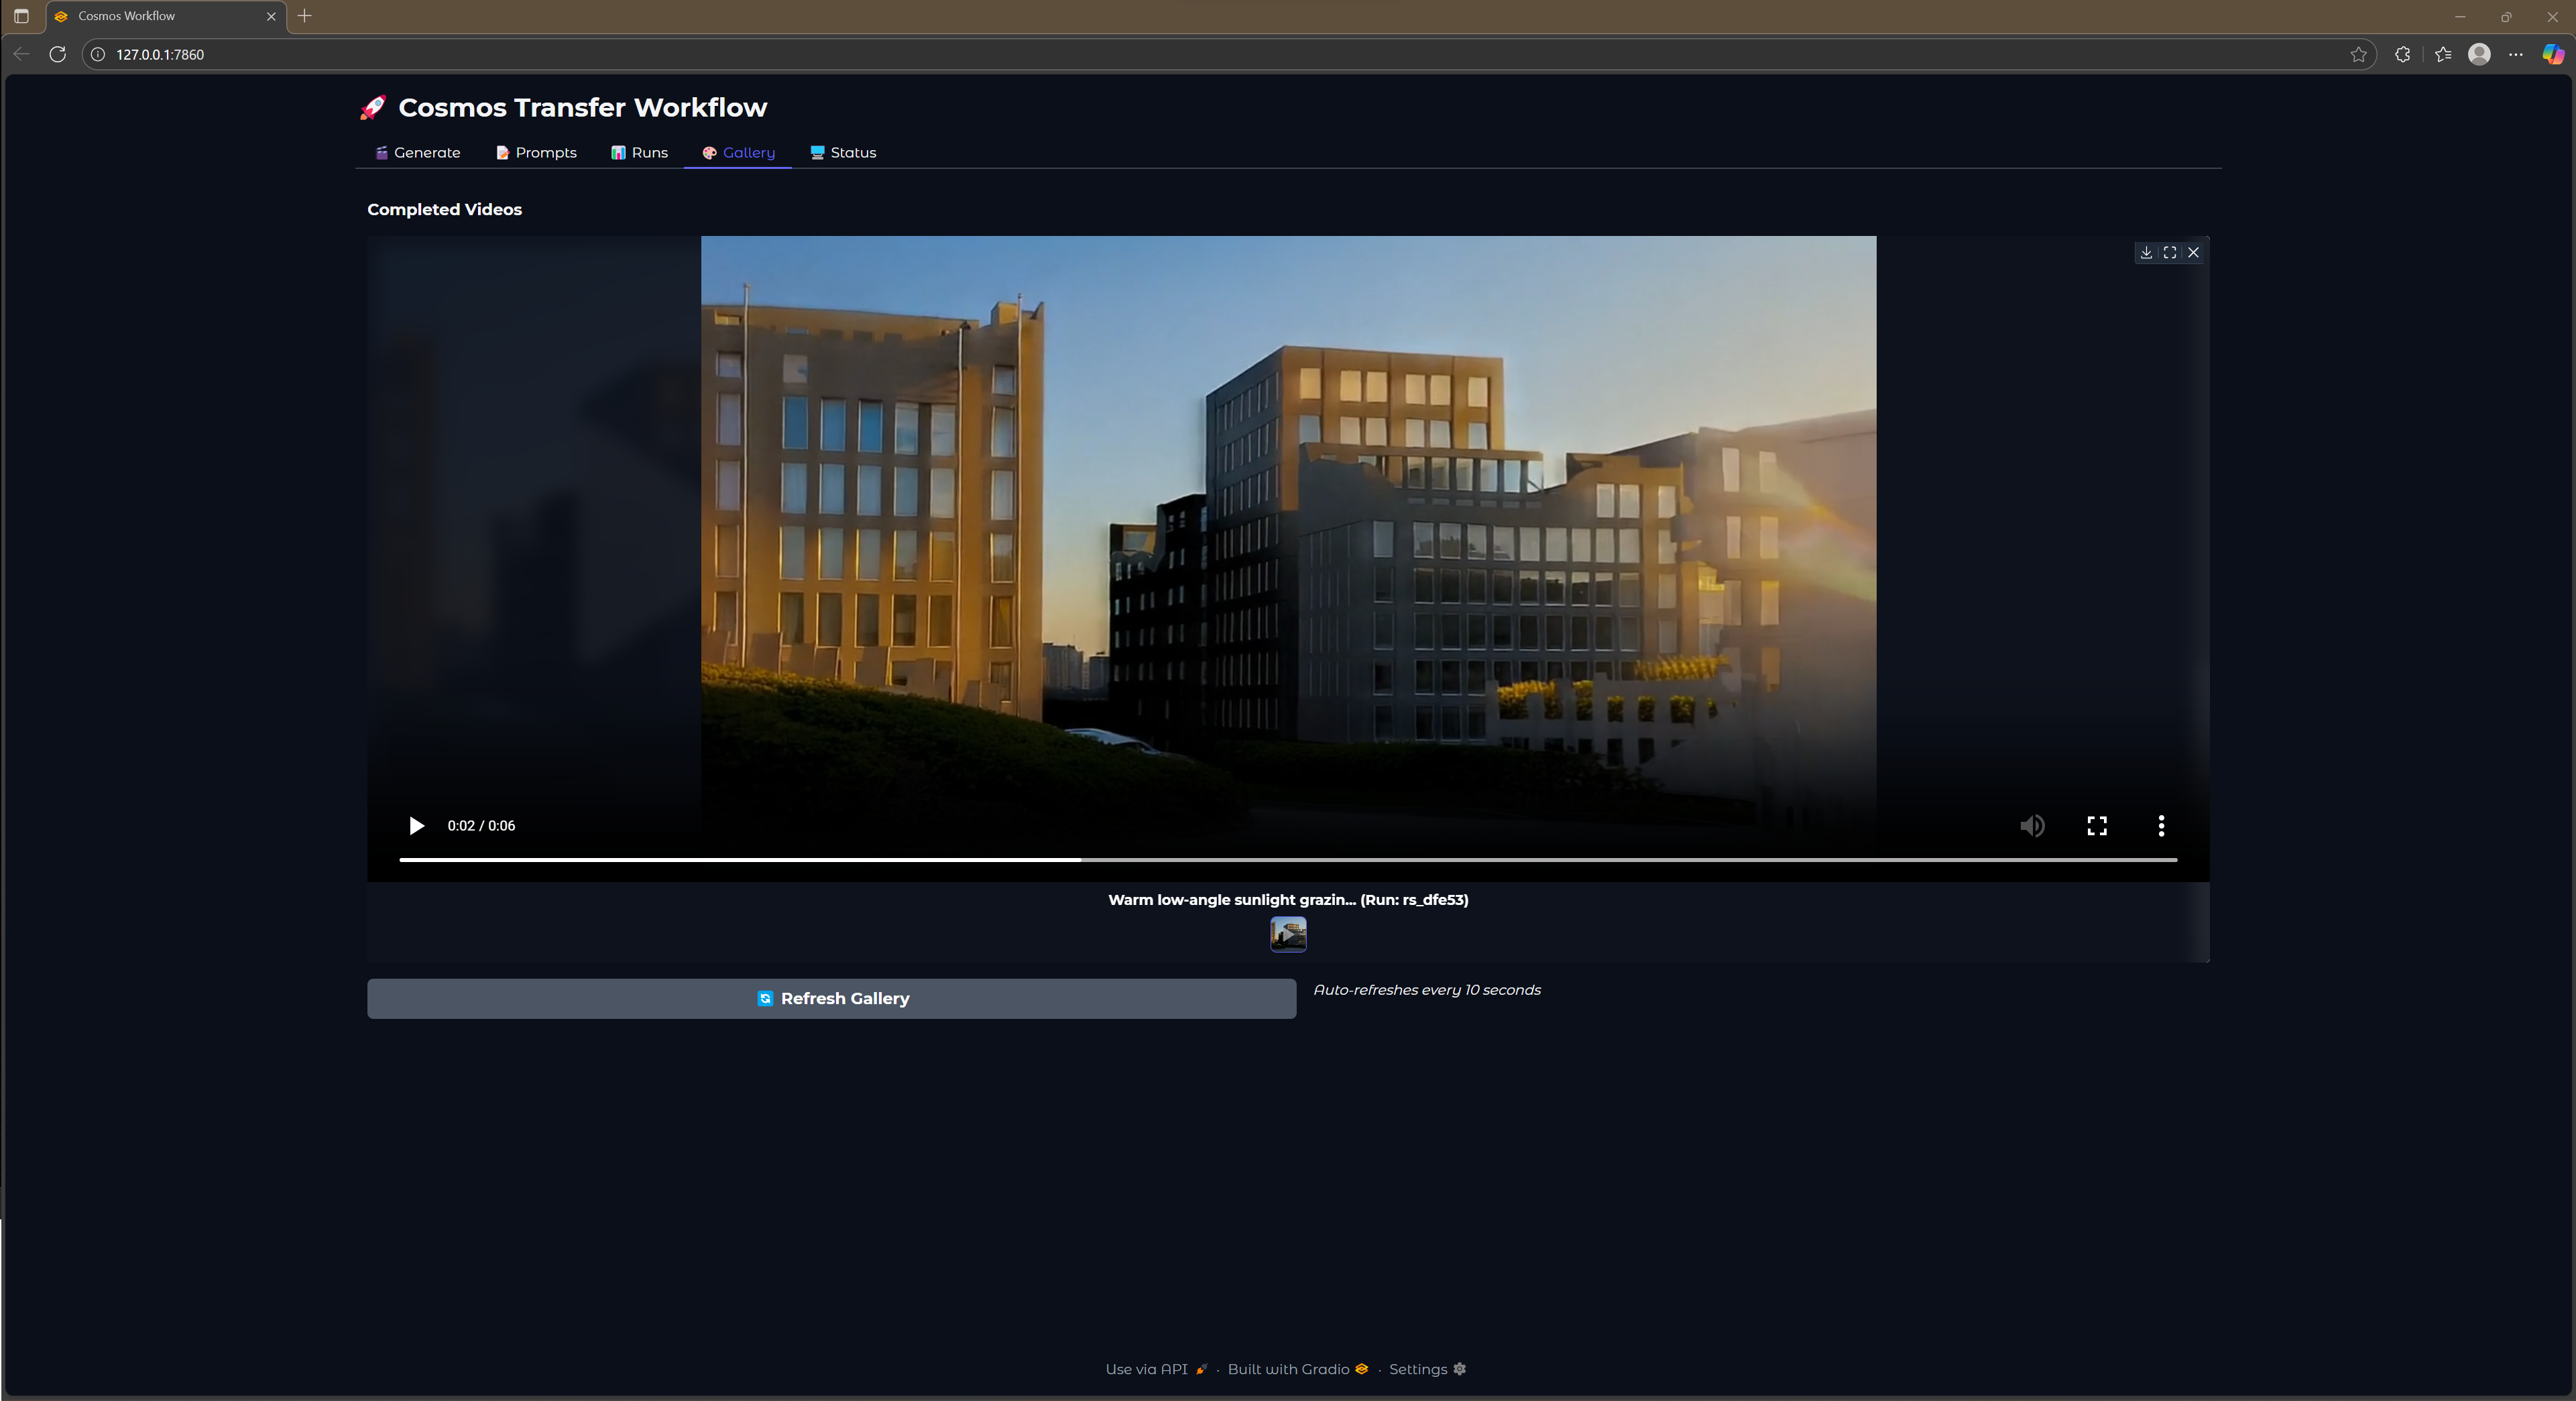 Cosmos Workflow
127.0.0.1:7860
🚀 Cosmos Transfer Workflow
🎬 Generate 📝 Prompts 📊 Runs 🎨 Gallery 🖥️ Status
Completed Videos
0:02 / 0:06
Warm low-angle sunlight grazin... (Run: rs_dfe53)
🔄 Refresh Gallery
Auto-refreshes every 10 seconds
Use via API 🚀 · Built with Gradio · Settings ⚙️